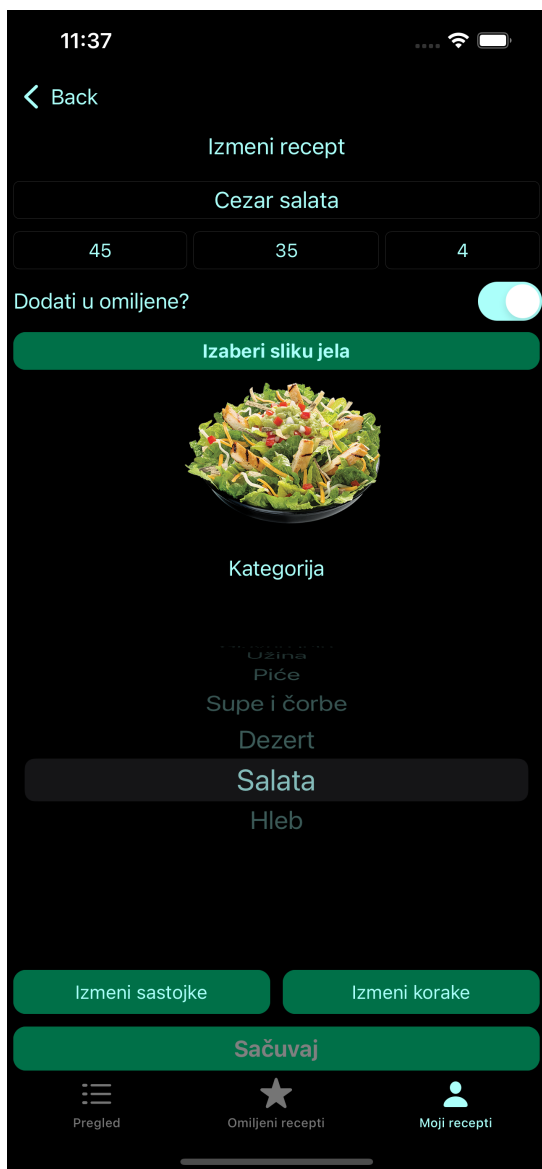 11:37
Back
Izmeni recept
Cezar salata
45 35 4
Dodati u omiljene?
Izaberi sliku jela
Kategorija
Užina
Piće
Supe i čorbe
Dezert
Salata
Hleb
Izmeni sastojke Izmeni korake
Sačuvaj
Pregled Omiljeni recepti Moji recepti